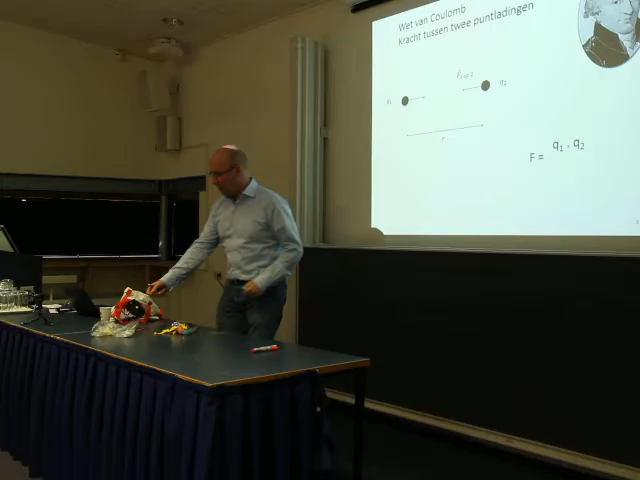 Wet van Coulomb
Kracht tussen twee puntladingen
q₂
r
F = q₁ . q₂